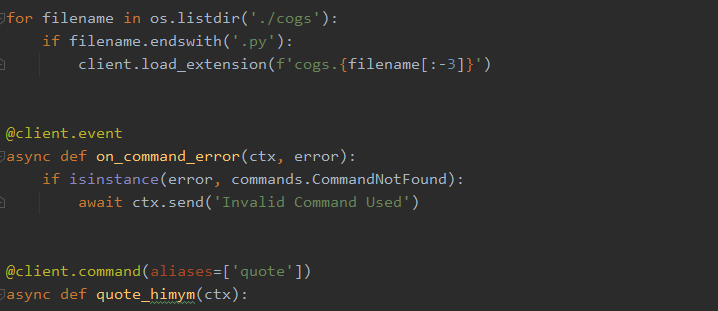 for filename in os.listdir('./cogs'):
    if filename.endswith('.py'):
        client.load_extension(f'cogs.{filename[:-3]}')
@client.event
async def on_command_error(ctx, error):
    if isinstance(error, commands.CommandNotFound):
        await ctx.send('Invalid Command Used')
@client.command(aliases=['quote'])
async def quote_himym(ctx):